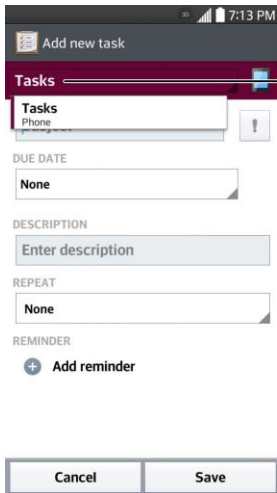 7:13 PM
Add new task
Tasks
Tasks
Phone
DUE DATE
None
DESCRIPTION
Enter description
REPEAT
None
REMINDER
Add reminder
Cancel
Save